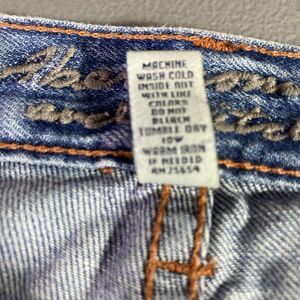 MACHINE
WASH COLD
INSIDE OUT
WITH LIKE
COLORS
DO NOT
BLEACH
TUMBLE DRY
LOW
WARM IRON
IF NEEDED
RN 75654